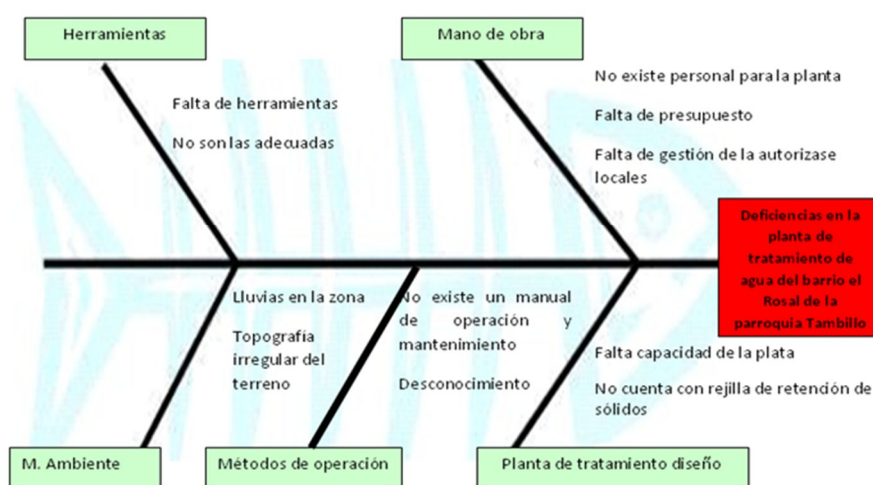 Herramientas
Mano de obra
Falta de herramientas
No son las adecuadas
No existe personal para la planta
Falta de presupuesto
Falta de gestión de la autorizase
locales
Deficiencias en la
planta de
tratamiento de
agua del barrio el
Rosal de la
parroquia Tambillo
Lluvias en la zona
Topografía
irregular del
terreno
No existe un manual
de operación y
mantenimiento
Desconocimiento
Falta capacidad de la plata
No cuenta con rejilla de retención de
sólidos
M. Ambiente
Métodos de operación
Planta de tratamiento diseño